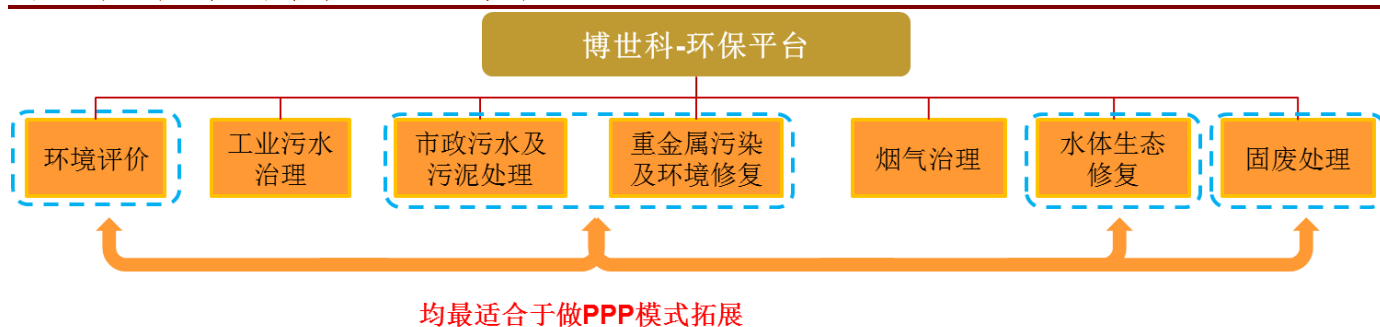 博世科-环保平台
环境评价
工业污水
治理
市政污水及
污泥处理
重金属污染
及环境修复
烟气治理
水体生态
修复
固废处理
均最适合于做PPP模式拓展